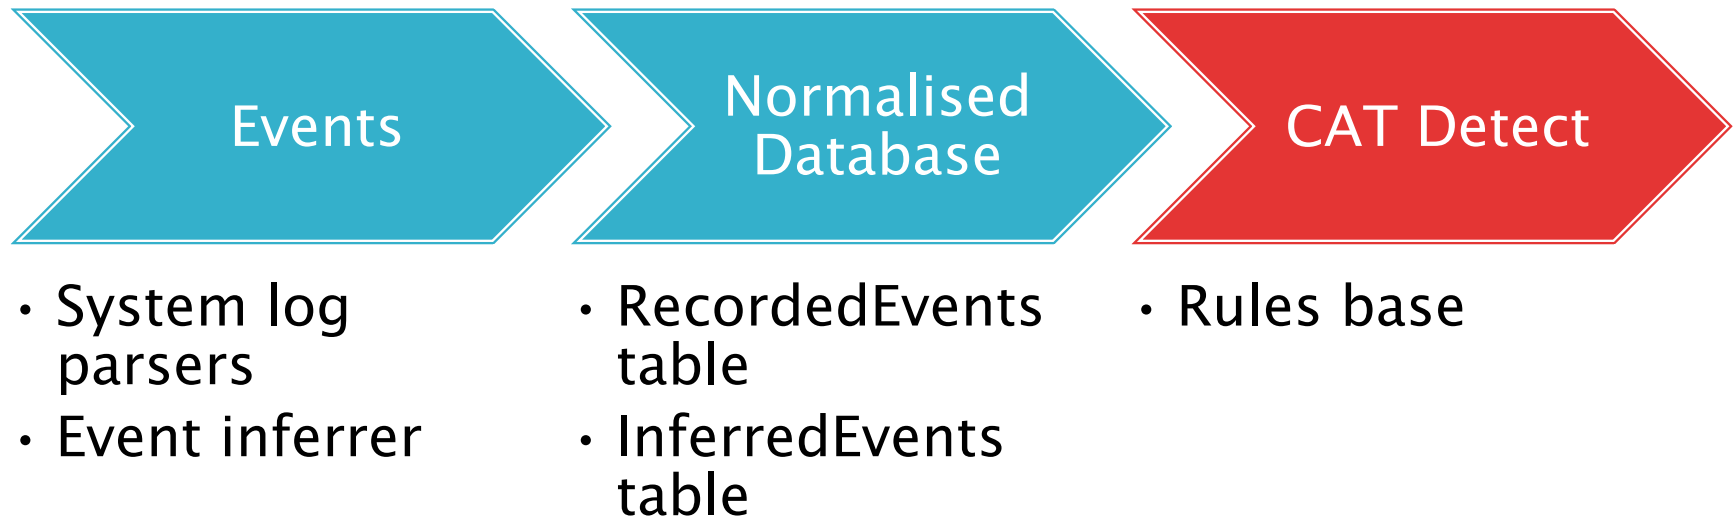 Events
Normalised
Database
CAT Detect
• System log
parsers
• Event inferrer
• RecordedEvents
table
• InferredEvents
table
• Rules base